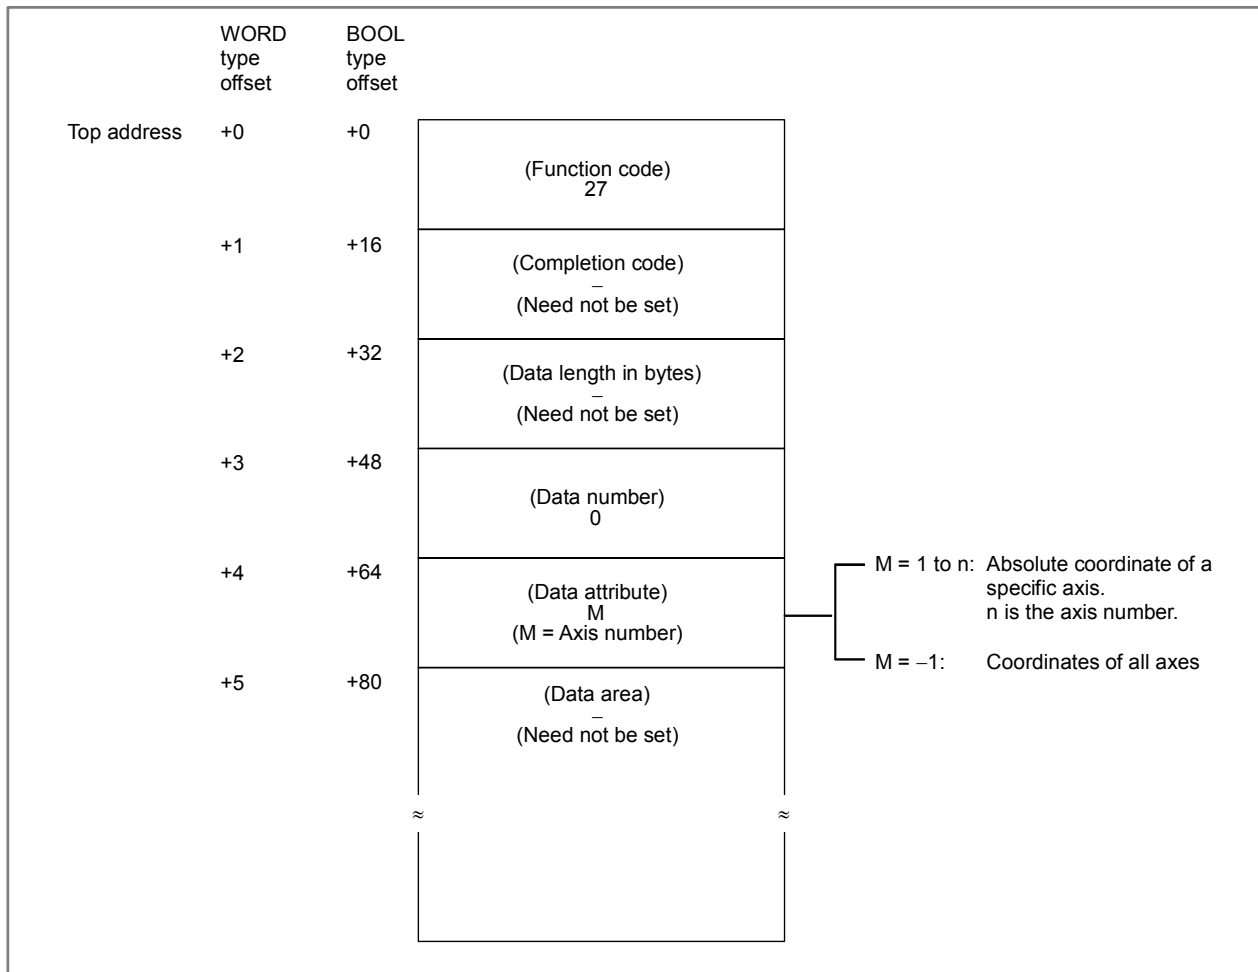 WORD type offset
BOOL type offset
Top address +0 +0
(Function code)
27
+1 +16
(Completion code)
–
(Need not be set)
+2 +32
(Data length in bytes)
–
(Need not be set)
+3 +48
(Data number)
0
+4 +64
(Data attribute)
M
(M = Axis number)
M = 1 to n: Absolute coordinate of a
specific axis.
n is the axis number.
M = –1: Coordinates of all axes
+5 +80
(Data area)
–
(Need not be set)
≈ ≈